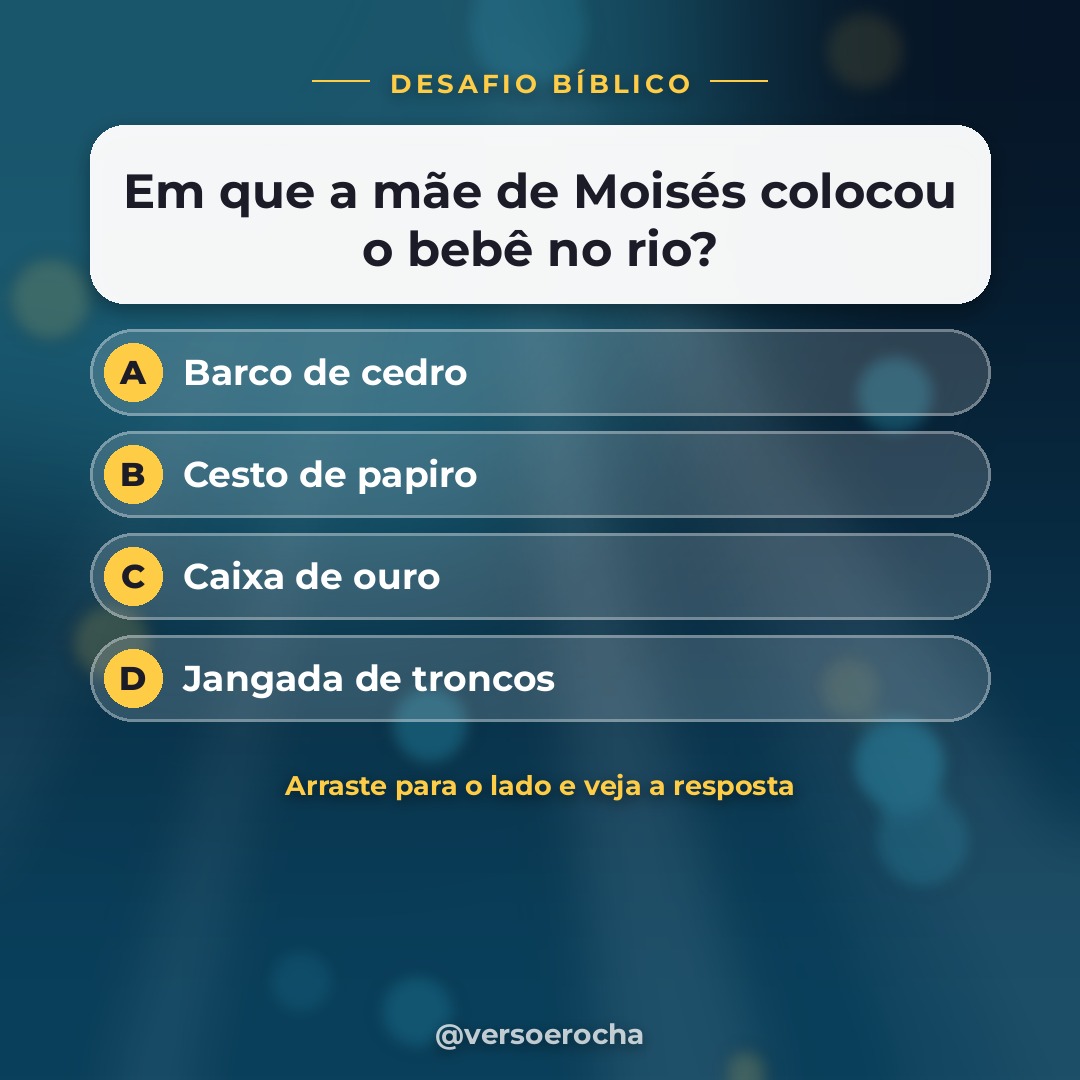 DESAFIO BÍBLICO
Em que a mãe de Moisés colocou
o bebê no rio?
A Barco de cedro
B Cesto de papiro
C Caixa de ouro
D Jangada de troncos
Arraste para o lado e veja a resposta
@versoerocha